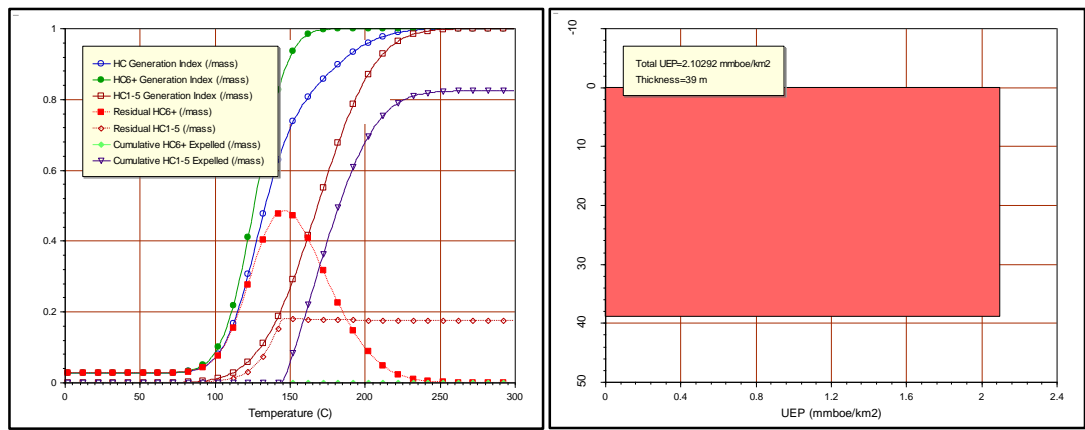 1
0.8
0.6
0.4
0.2
0
HC Generation Index (/mass)
HC6+ Generation Index (/mass)
HC1-5 Generation Index (/mass)
Residual HC6+ (/mass)
Residual HC1-5 (/mass)
Cumulative HC6+ Expelled (/mass)
Cumulative HC1-5 Expelled (/mass)
0 50 100 150 200 250 300
Temperature (C)
-10
0
10
20
30
40
50
Total UEP=2.10292 mmboe/km2
Thickness=39 m
0 0.4 0.8 1.2 1.6 2 2.4
UEP (mmboe/km2)